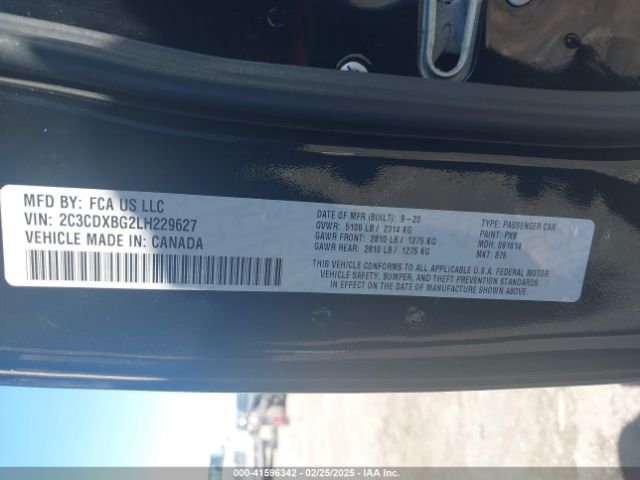 MFD BY: FCA US LLC
VIN: 2C3CDXBG2LH229627
VEHICLE MADE IN: CANADA
DATE OF MFR (BUILT): 9-20
GVWR: 5100 LB / 2314 KG
GAWR FRONT: 2810 LB / 1275 KG
GAWR REAR: 2810 LB / 1275 KG
TYPE: PASSENGER CAR
PAINT: PX8
MDH: 091614
MKT: 875
THIS VEHICLE CONFORMS TO ALL APPLICABLE U.S.A. FEDERAL MOTOR
VEHICLE SAFETY, BUMPER, AND THEFT PREVENTION STANDARDS
IN EFFECT ON THE DATE OF MANUFACTURE SHOWN ABOVE.
000-41596342 / 02/25/2025 / IAA Inc.